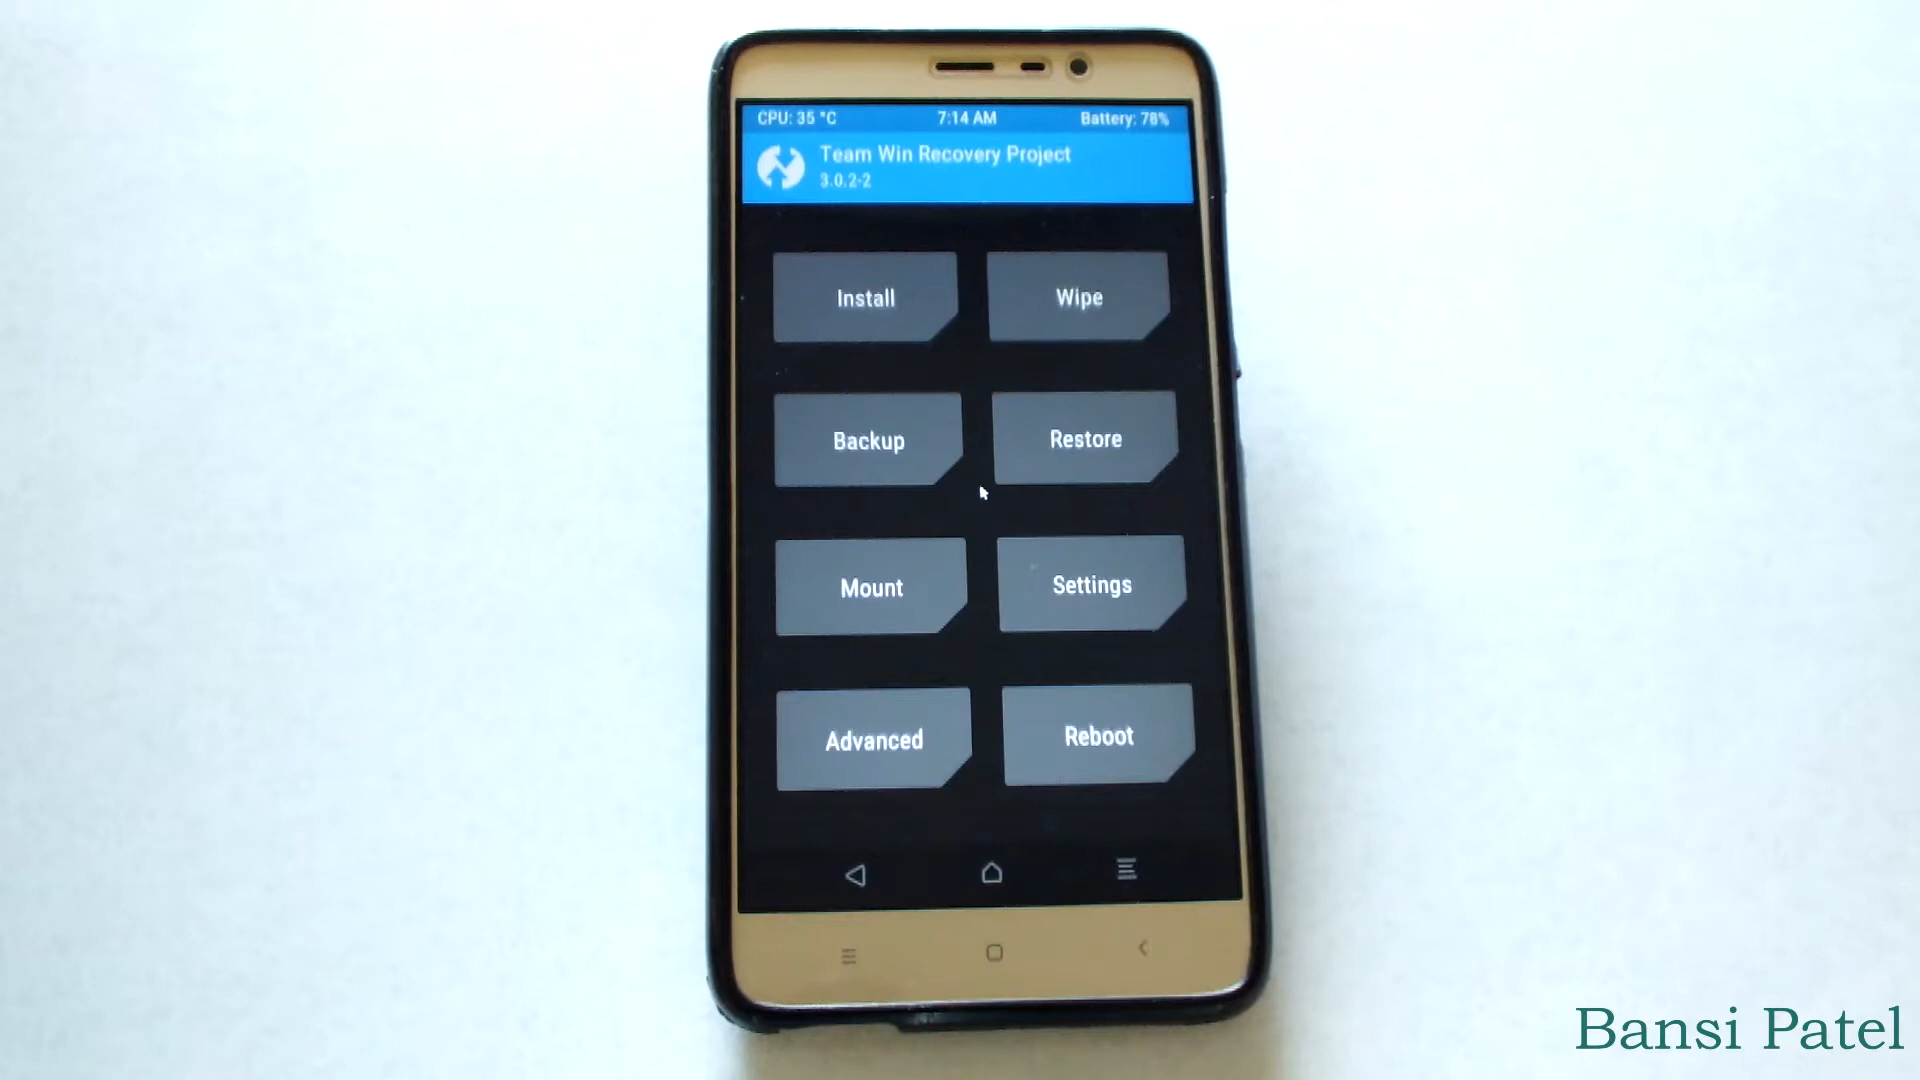 CPU: 35 °C 7:14 AM Battery: 78%
Team Win Recovery Project
3.0.2-2
Install Wipe
Backup Restore
Mount Settings
Advanced Reboot
Bansi Patel